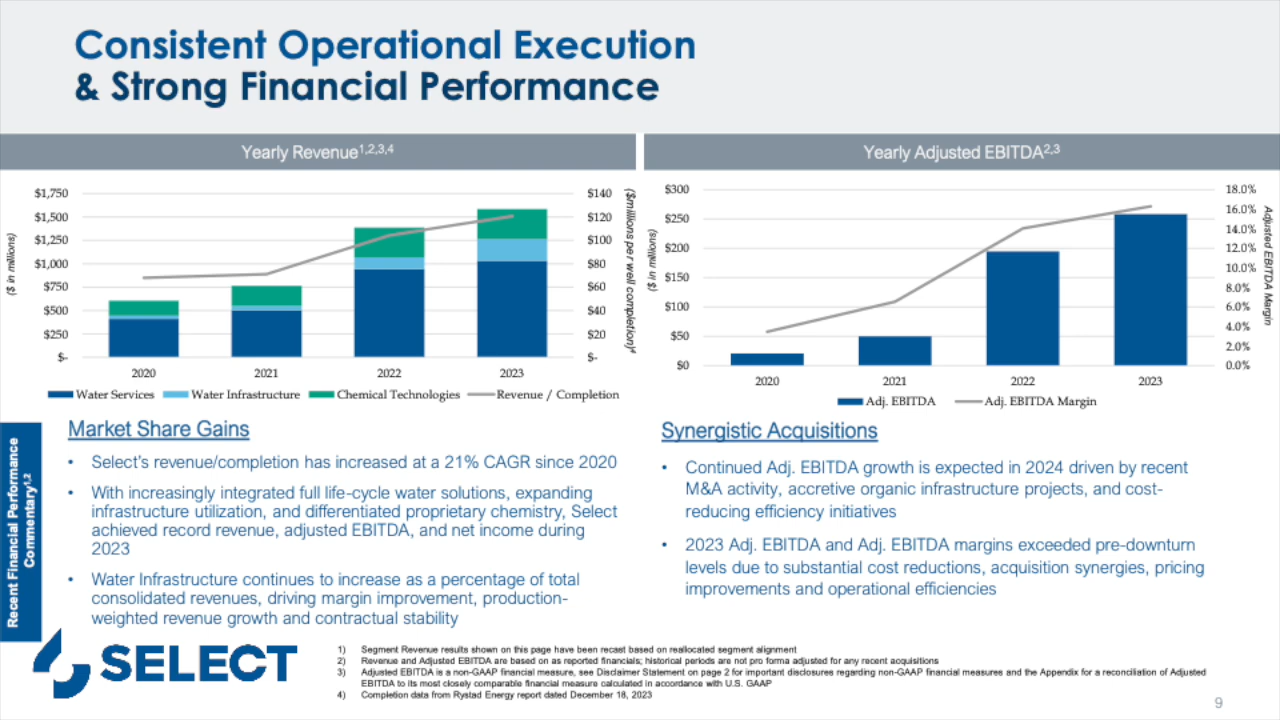 Consistent Operational Execution
& Strong Financial Performance
Yearly Revenue1,2,3,4
Yearly Adjusted EBITDA2,3
($ in millions)
$1,750
$1,500
$1,250
$1,000
$750
$500
$250
$-
$140
$120
$100
$80
$60
$40
$20
$-
($millions per well completion)4
2020 2021 2022 2023
Water Services Water Infrastructure Chemical Technologies Revenue / Completion
($ in millions)
$300
$250
$200
$150
$100
$50
$0
18.0%
16.0%
14.0%
12.0%
10.0%
8.0%
6.0%
4.0%
2.0%
0.0%
Adjusted EBITDA Margin
2020 2021 2022 2023
Adj. EBITDA Adj. EBITDA Margin
Recent Financial Performance
Commentary1,2
Market Share Gains
• Select's revenue/completion has increased at a 21% CAGR since 2020
• With increasingly integrated full life-cycle water solutions, expanding
infrastructure utilization, and differentiated proprietary chemistry, Select
achieved record revenue, adjusted EBITDA, and net income during
2023
• Water Infrastructure continues to increase as a percentage of total
consolidated revenues, driving margin improvement, production-
weighted revenue growth and contractual stability
Synergistic Acquisitions
• Continued Adj. EBITDA growth is expected in 2024 driven by recent
M&A activity, accretive organic infrastructure projects, and cost-
reducing efficiency initiatives
• 2023 Adj. EBITDA and Adj. EBITDA margins exceeded pre-downturn
levels due to substantial cost reductions, acquisition synergies, pricing
improvements and operational efficiencies
SELECT
1) Segment Revenue results shown on this page have been recast based on reallocated segment alignment
2) Revenue and Adjusted EBITDA are based on as reported financials; historical periods are not pro forma adjusted for any recent acquisitions
3) Adjusted EBITDA is a non-GAAP financial measure, see Disclaimer Statement on page 2 for important disclosures regarding non-GAAP financial measures and the Appendix for a reconciliation of Adjusted
EBITDA to its most closely comparable financial measure calculated in accordance with U.S. GAAP
4) Completion data from Rystad Energy report dated December 18, 2023
9